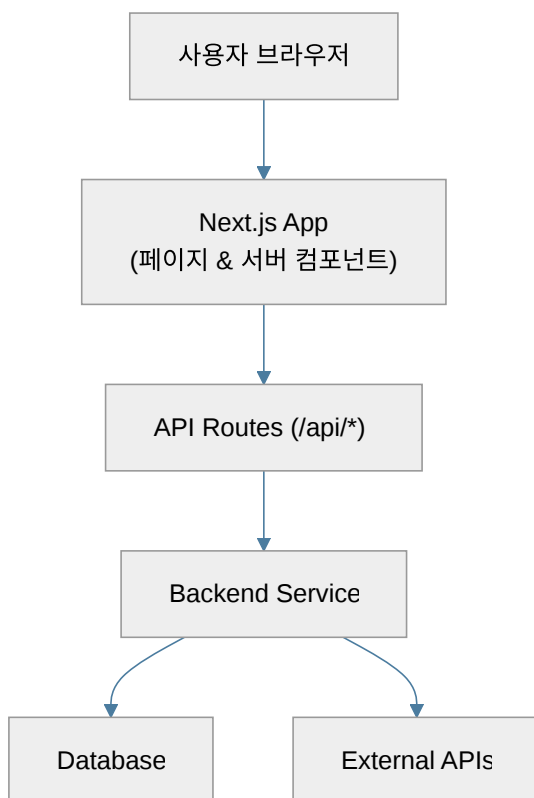 사용자 브라우저
Next.js App
(페이지 & 서버 컴포넌트)
API Routes (/api/*)
Backend Service
Database
External APIs